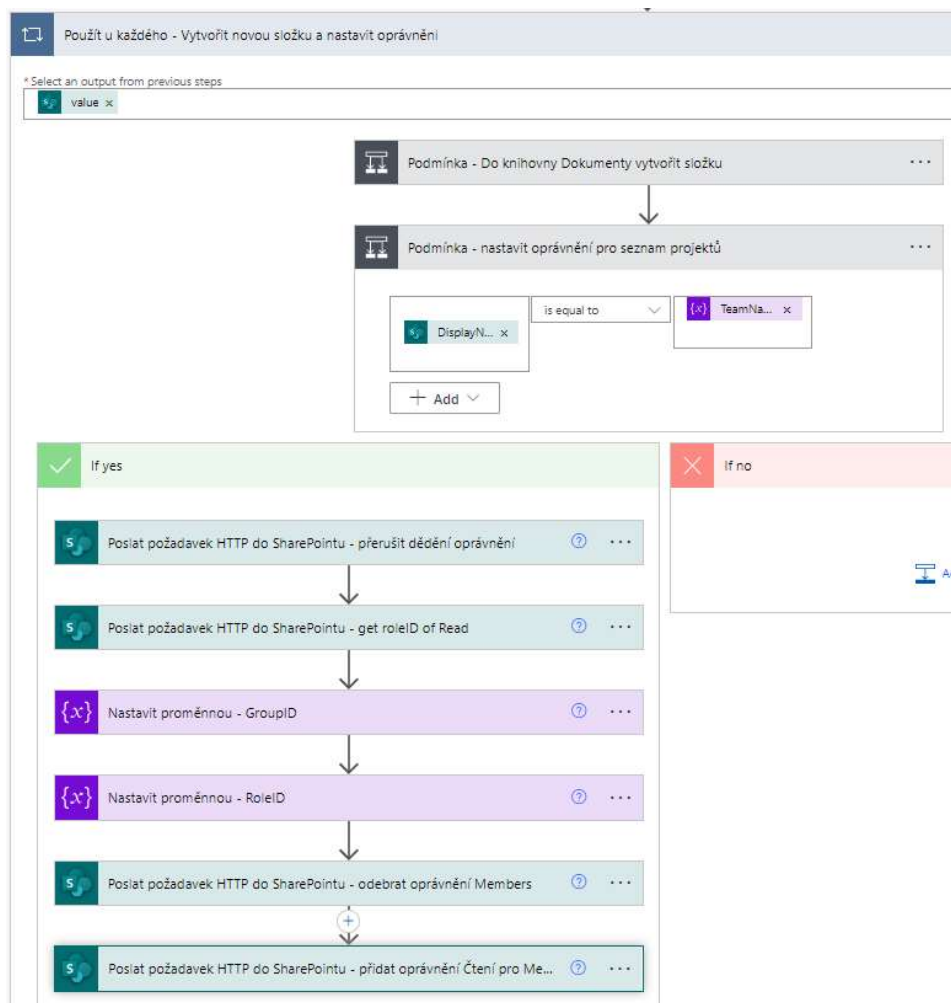 Použít u každého - Vytvořit novou složku a nastavit oprávněni
* Select an output from previous steps
value ×
Podmínka - Do knihovny Dokumenty vytvořit složku
Podmínka - nastavit oprávnění pro seznam projektů
DisplayN... ×
is equal to
{x} TeamNa... ×
+ Add
If yes
If no
Poslat požadavek HTTP do SharePointu - přerušit dědění oprávnění
A
Poslat požadavek HTTP do SharePointu - get roleID of Read
{x} Nastavit proměnnou - GroupID
{x} Nastavit proměnnou - RoleID
Poslat požadavek HTTP do SharePointu - odebrat oprávnění Members
Poslat požadavek HTTP do SharePointu - přidat oprávnění Čtení pro Me...